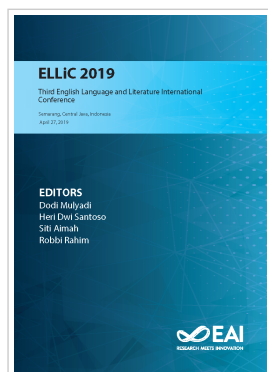 ELLiC 2019
Third English Language and Literature International
Conference
Semarang, Central Java, Indonesia
April 27, 2019
EDITORS
Dodi Mulyadi
Heri Dwi Santoso
Siti Aimah
Robbi Rahim
EAI
RESEARCH MEETS INNOVATION